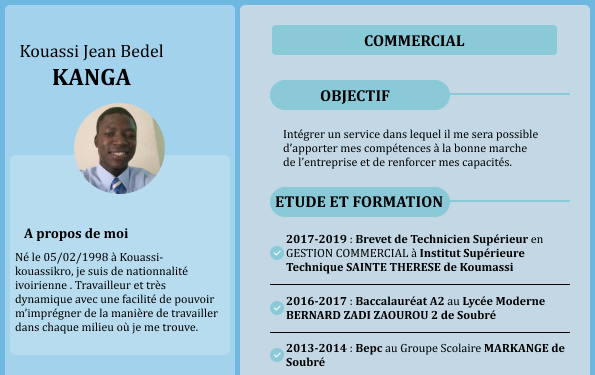 Kouassi Jean Bedel
KANGA
A propos de moi
Né le 05/02/1998 à Kouassi-
kouassikro, je suis de nationnalité
ivoirienne . Travailleur et très
dynamique avec une facilité de pouvoir
m’imprégner de la manière de travailler
dans chaque milieu où je me trouve.
COMMERCIAL
OBJECTIF
Intégrer un service dans lequel il me sera possible
d’apporter mes compétences à la bonne marche
de l’entreprise et de renforcer mes capacités.
ETUDE ET FORMATION
2017-2019 : Brevet de Technicien Supérieur en
GESTION COMMERCIAL à Institut Supérieure
Technique SAINTE THERESE de Koumassi
2016-2017 : Baccalauréat A2 au Lycée Moderne
BERNARD ZADI ZAOUROU 2 de Soubré
2013-2014 : Bepc au Groupe Scolaire MARKANGE de
Soubré